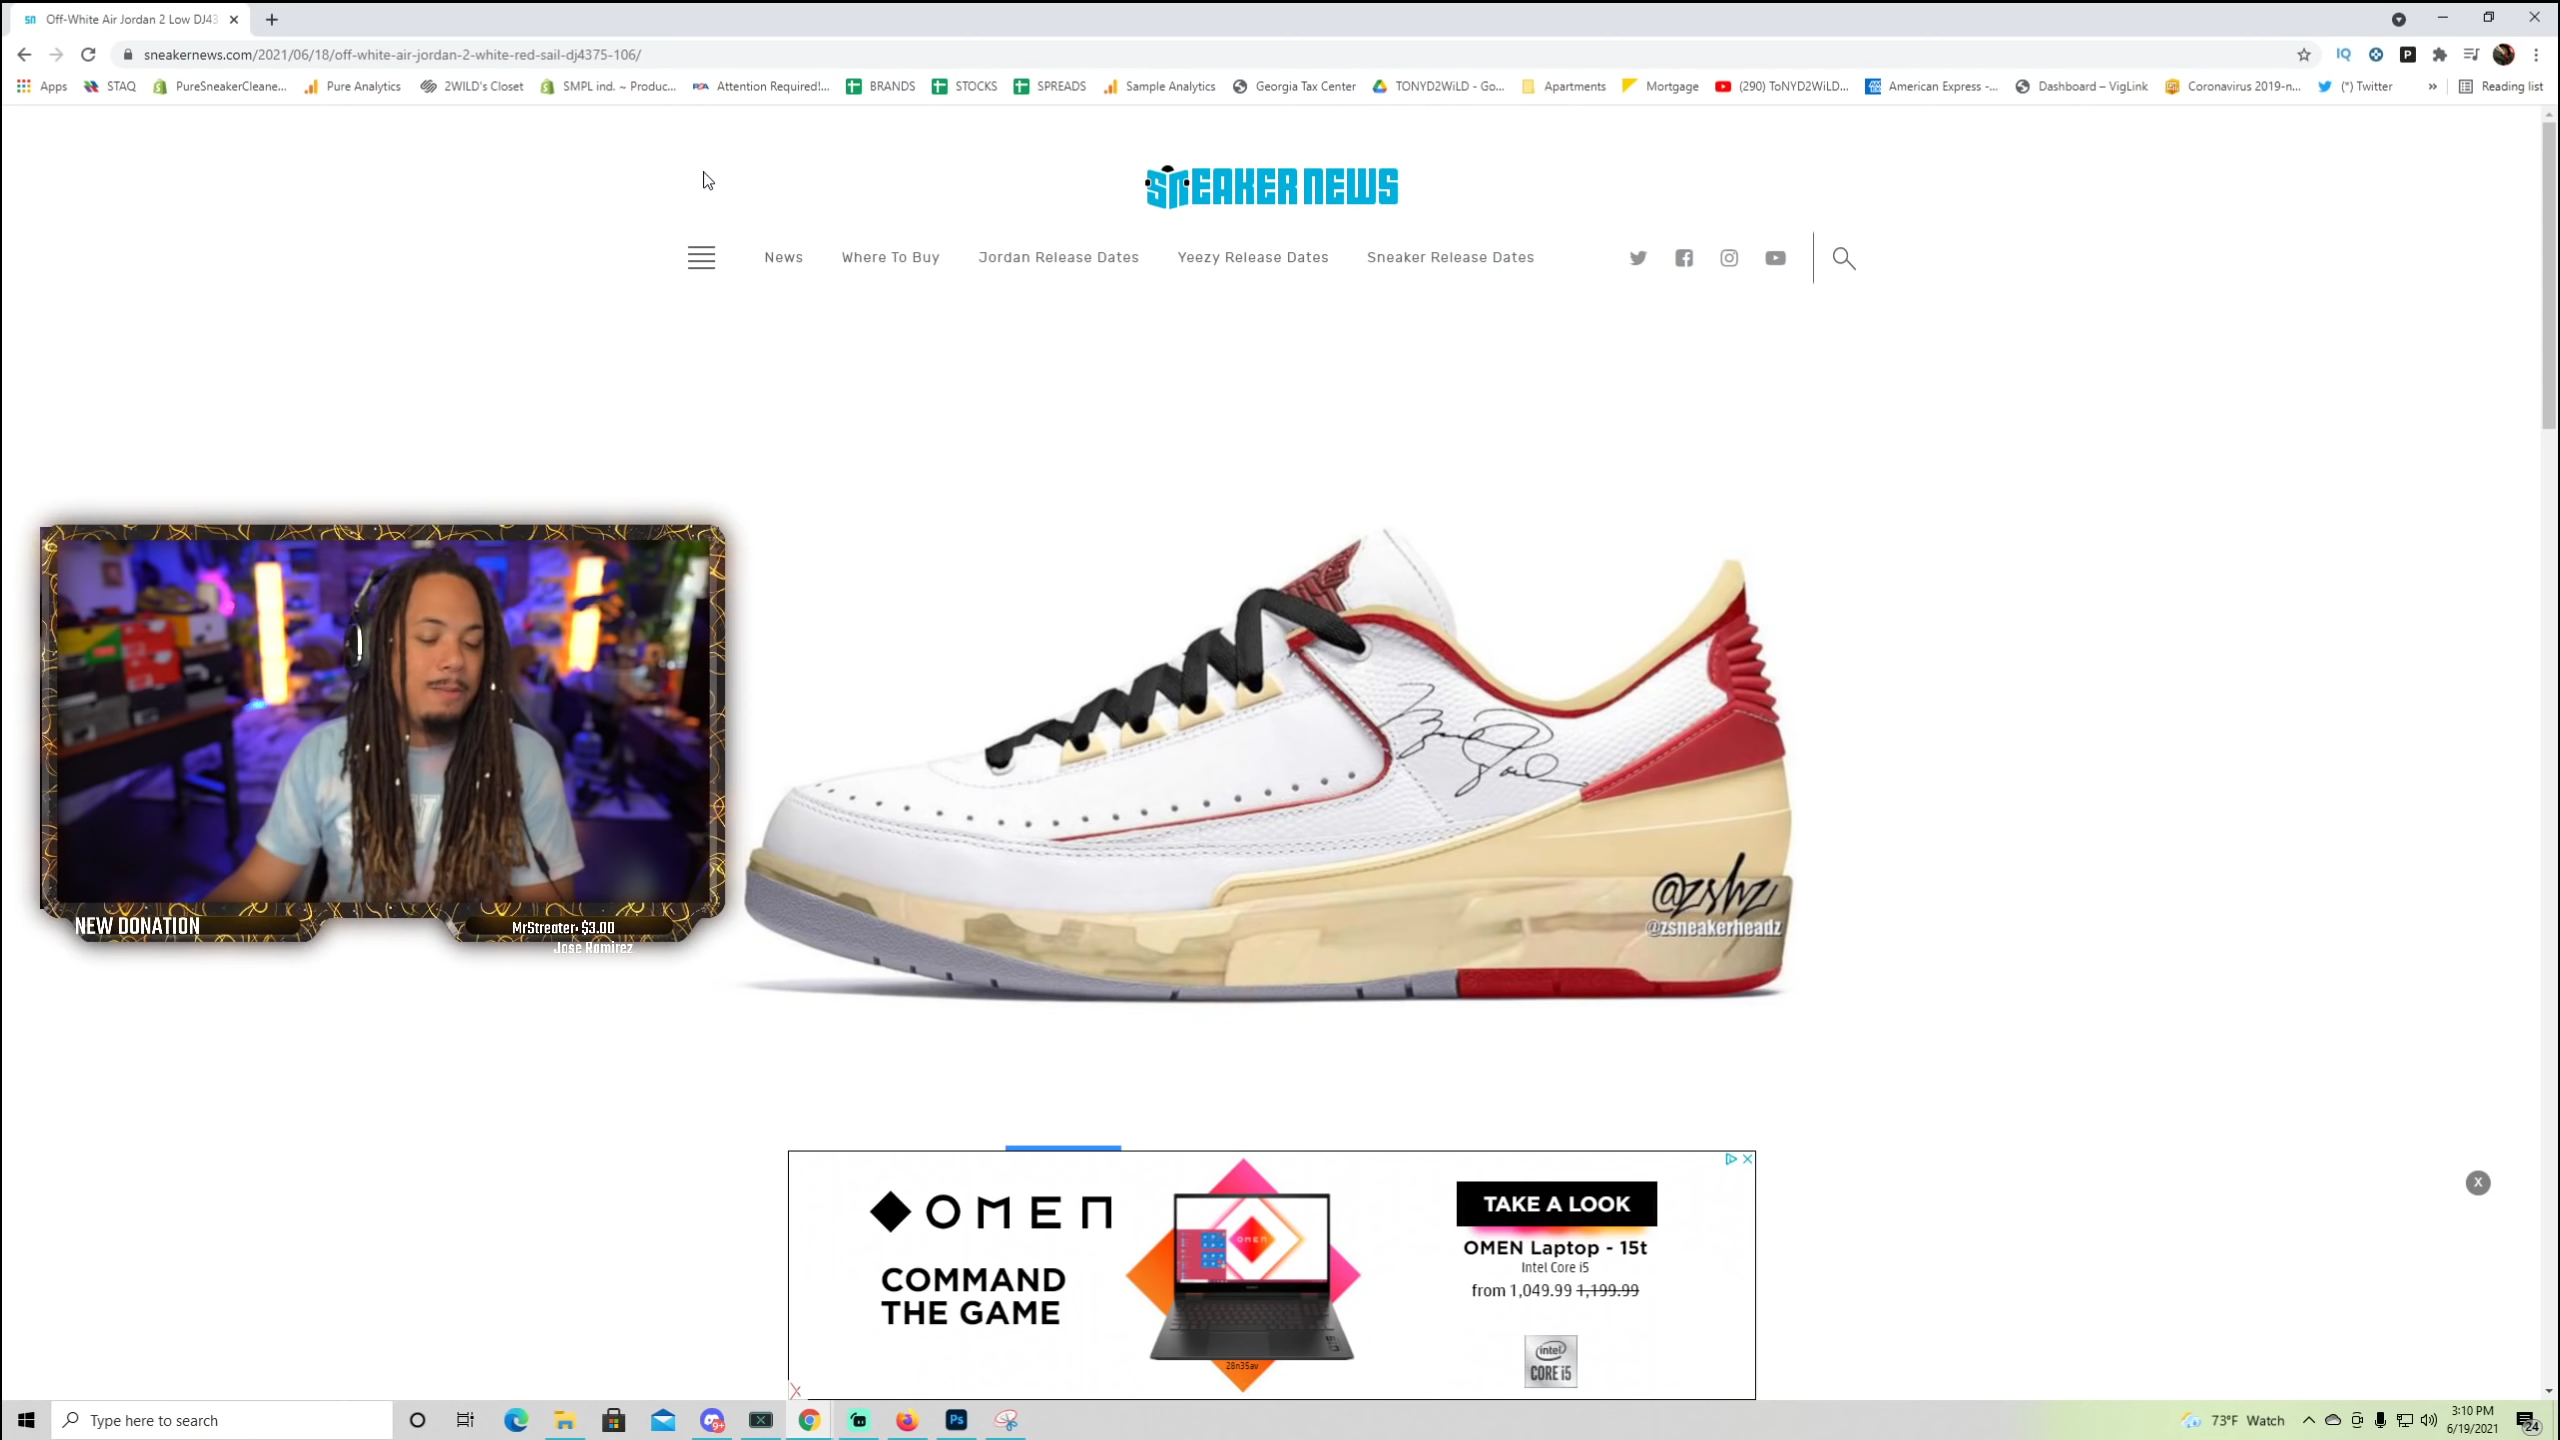 Off-White Air Jordan 2 Low DJ43
sneakernews.com/2021/06/18/off-white-air-jordan-2-white-red-sail-dj4375-106/
IQ
P
Apps STAQ PureSneakerCleane... Pure Analytics 2WILD's Closet SMPL ind. ~ Produc... Attention Required!... BRANDS STOCKS SPREADS Sample Analytics Georgia Tax Center TONYD2WiLD - Go... Apartments Mortgage (290) ToNYD2WiLD... American Express -... Dashboard – VigLink Coronavirus 2019-n... (*) Twitter » Reading list
SNEAKER NEWS
News Where To Buy Jordan Release Dates Yeezy Release Dates Sneaker Release Dates
@zshz
@zsneakerheadz
NEW DONATION
MrStreater: $3.00
Jose Ramirez
OMEN
COMMAND
THE GAME
OMEN
28n35av
TAKE A LOOK
OMEN Laptop - 15t
Intel Core i5
from 1,049.99 1,199.99
intel
CORE i5
X
Type here to search
9+
Ps
73°F Watch
3:10 PM
6/19/2021
24